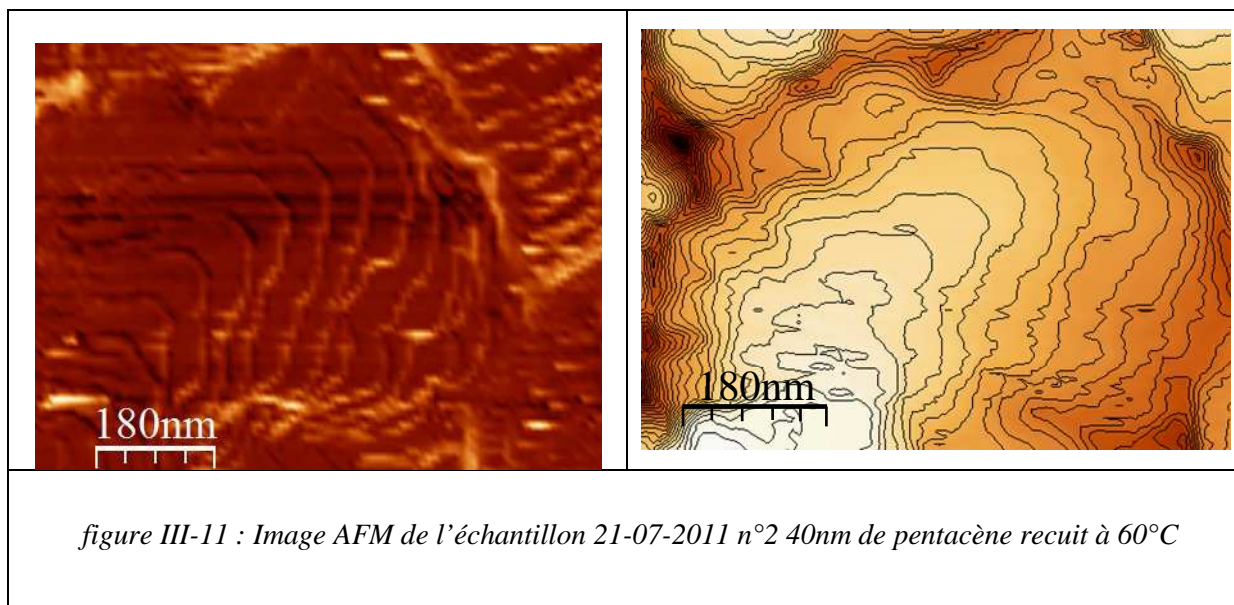 180nm
180nm
figure III-11 : Image AFM de l'échantillon 21-07-2011 n°2 40nm de pentacène recuit à 60°C